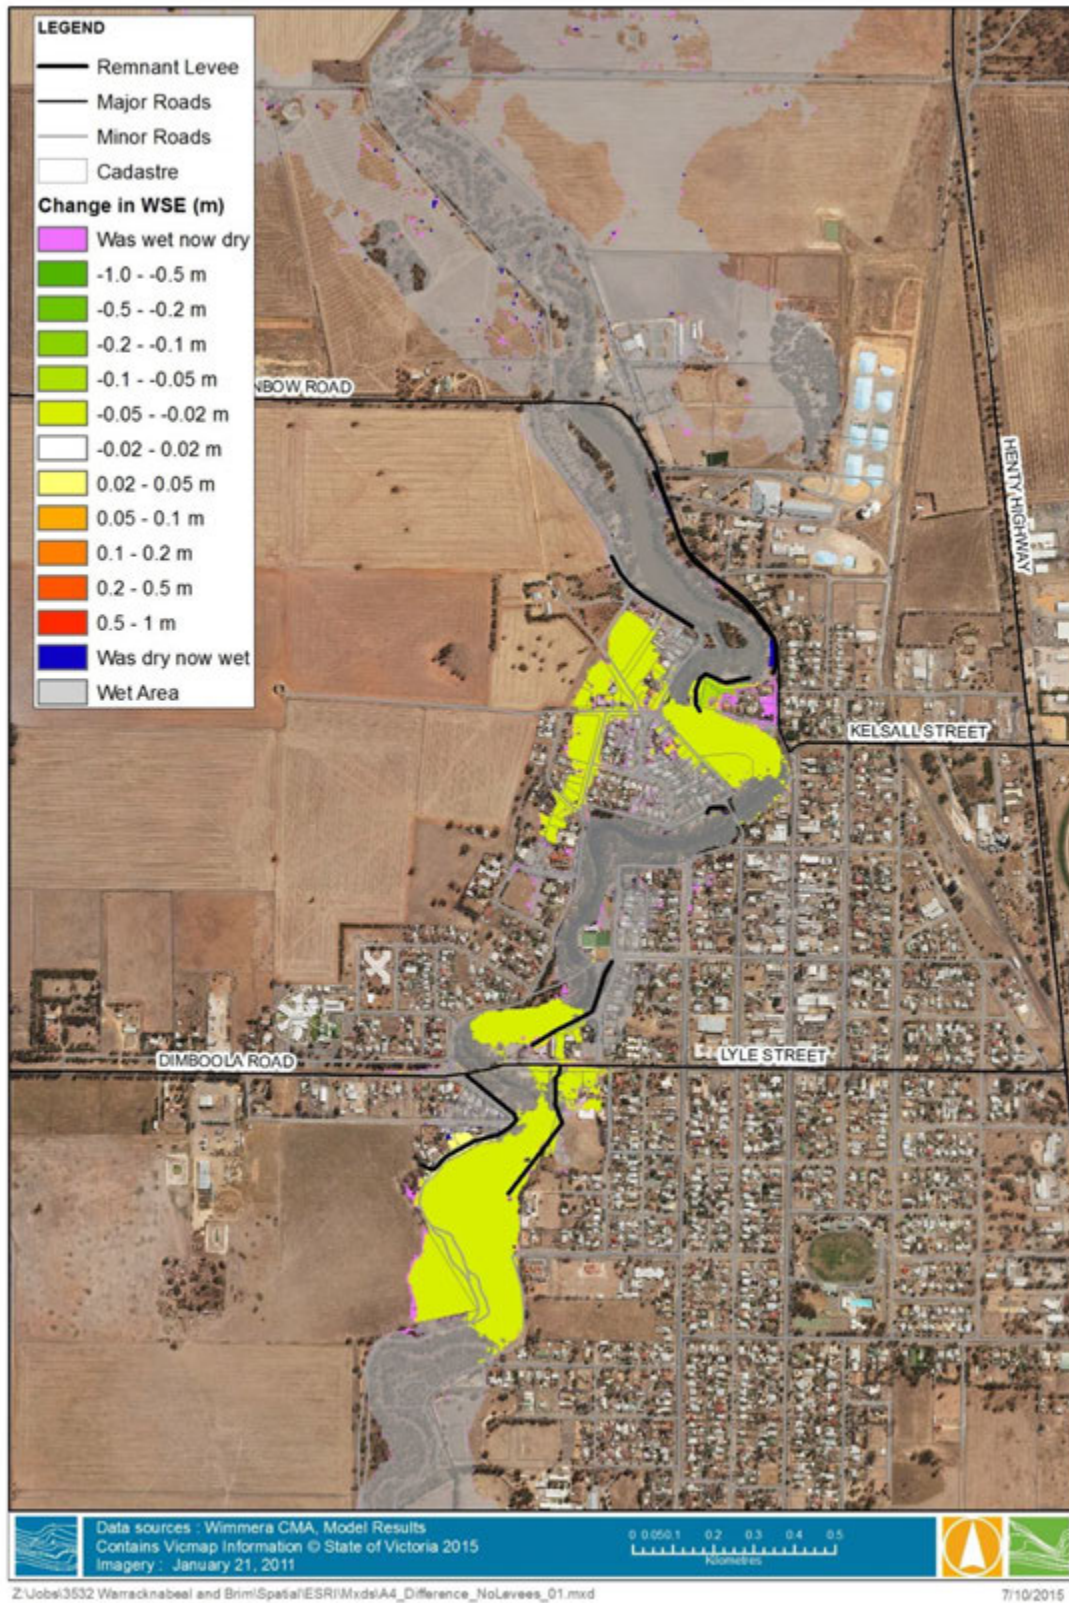 LEGEND
Remnant Levee
Major Roads
Minor Roads
Cadastre
Change in WSE (m)
Was wet now dry
-1.0 - -0.5 m
-0.5 - -0.2 m
-0.2 - -0.1 m
-0.1 - -0.05 m
-0.05 - -0.02 m
-0.02 - 0.02 m
0.02 - 0.05 m
0.05 - 0.1 m
0.1 - 0.2 m
0.2 - 0.5 m
0.5 - 1 m
Was dry now wet
Wet Area
NBOW ROAD
HENTY HIGHWAY
KELSALL STREET
DIMBOOLA ROAD
LYLE STREET
Data sources : Wimmera CMA, Model Results
Contains Vicmap Information © State of Victoria 2015
Imagery : January 21, 2011
0 0.05 0.1 0.2 0.3 0.4 0.5
Kilometres
Z:\Jobs\3532 Warracknabeal and Brim\Spatial\ESRI\Mxds\A4_Difference_NoLevees_01.mxd
7/10/2015